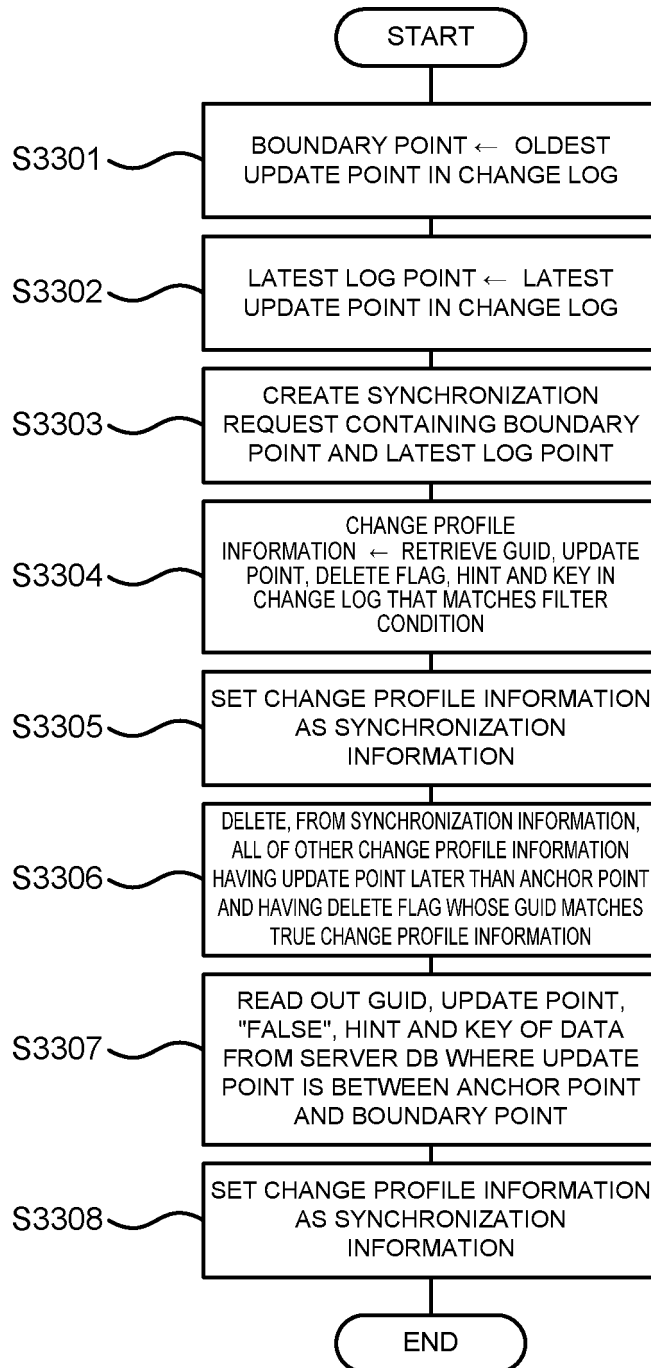 START
S3301
BOUNDARY POINT ← OLDEST
UPDATE POINT IN CHANGE LOG
S3302
LATEST LOG POINT ← LATEST
UPDATE POINT IN CHANGE LOG
S3303
CREATE SYNCHRONIZATION
REQUEST CONTAINING BOUNDARY
POINT AND LATEST LOG POINT
S3304
CHANGE PROFILE
INFORMATION ← RETRIEVE GUID, UPDATE
POINT, DELETE FLAG, HINT AND KEY IN
CHANGE LOG THAT MATCHES FILTER
CONDITION
S3305
SET CHANGE PROFILE INFORMATION
AS SYNCHRONIZATION
INFORMATION
S3306
DELETE, FROM SYNCHRONIZATION INFORMATION,
ALL OF OTHER CHANGE PROFILE INFORMATION
HAVING UPDATE POINT LATER THAN ANCHOR POINT
AND HAVING DELETE FLAG WHOSE GUID MATCHES
TRUE CHANGE PROFILE INFORMATION
S3307
READ OUT GUID, UPDATE POINT,
"FALSE", HINT AND KEY OF DATA
FROM SERVER DB WHERE UPDATE
POINT IS BETWEEN ANCHOR POINT
AND BOUNDARY POINT
S3308
SET CHANGE PROFILE INFORMATION
AS SYNCHRONIZATION
INFORMATION
END